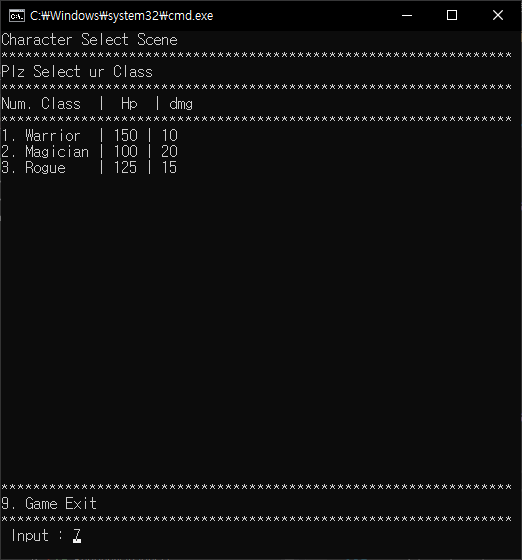 C:\Windows\system32\cmd.exe
Character Select Scene
****************************************************************
Plz Select ur Class
****************************************************************
Num. Class  |  Hp  | dmg
****************************************************************
1. Warrior  | 150 | 10
2. Magician | 100 | 20
3. Rogue    | 125 | 15
****************************************************************
9. Game Exit
****************************************************************
Input : 7